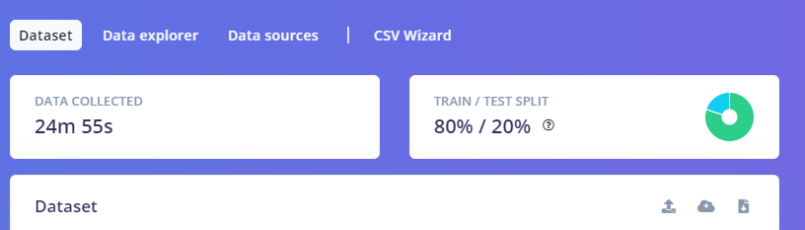 Dataset Data explorer Data sources | CSV Wizard
DATA COLLECTED
24m 55s
TRAIN / TEST SPLIT
80% / 20% ?
Dataset